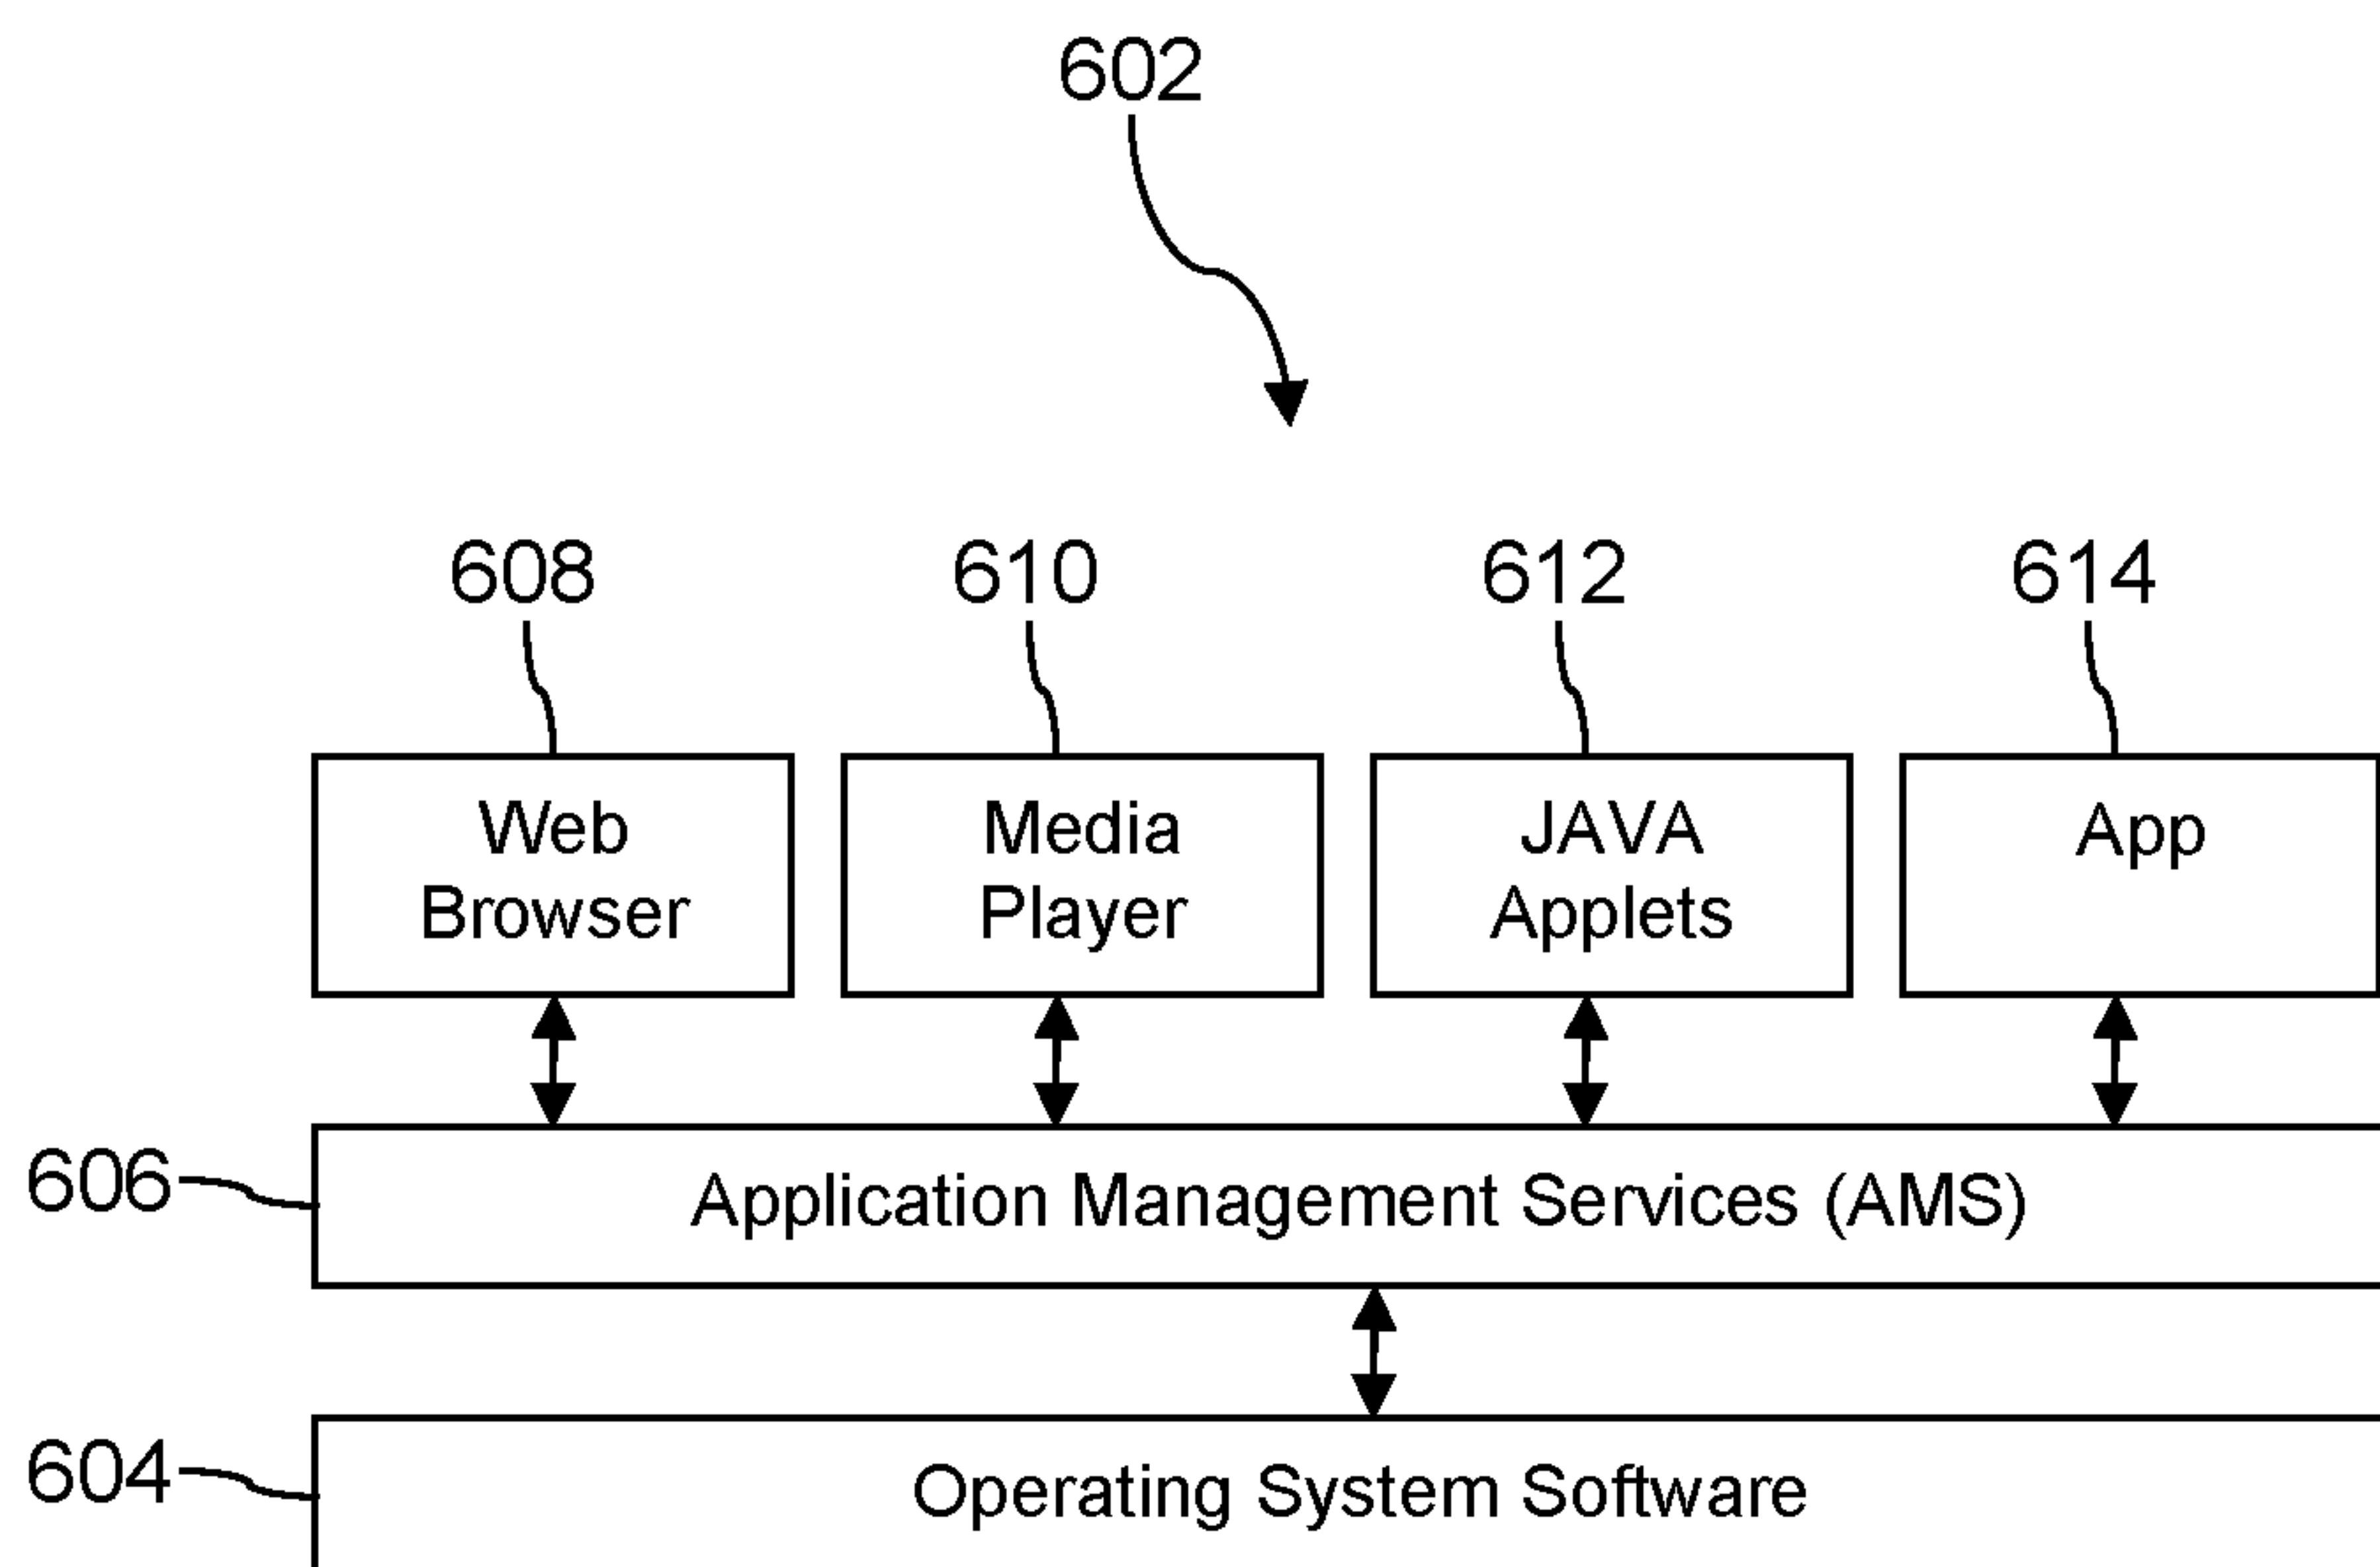 602
608 610 612 614
Web Browser
Media Player
JAVA Applets
App
606 Application Management Services (AMS)
604 Operating System Software